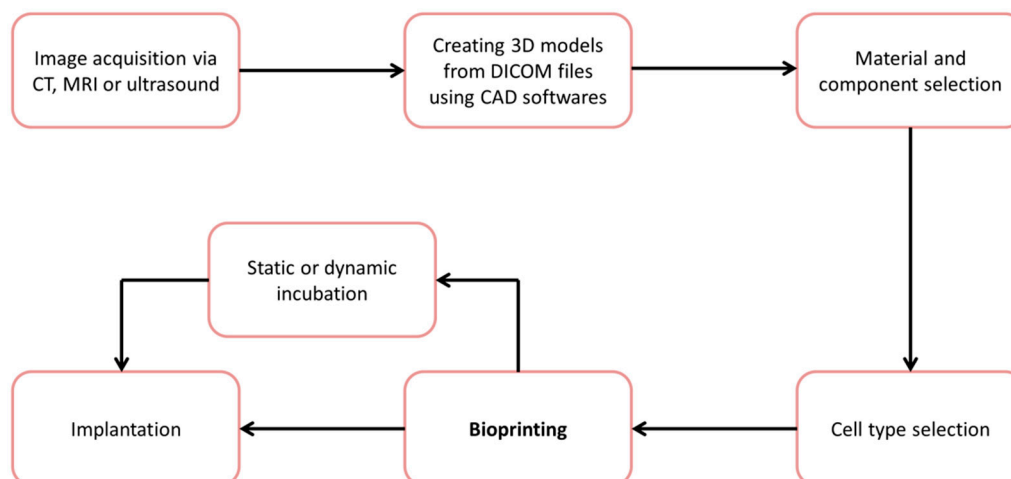 Image acquisition via
CT, MRI or ultrasound
Creating 3D models
from DICOM files
using CAD softwares
Material and
component selection
Static or dynamic
incubation
Implantation
Bioprinting
Cell type selection